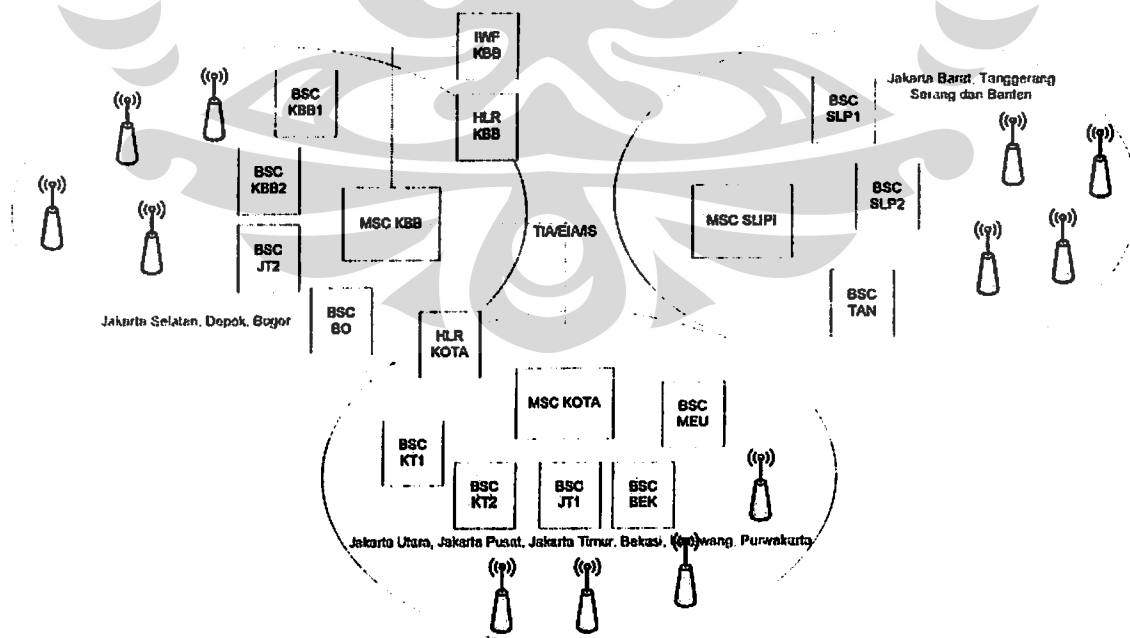 IWF
KBB
BSC
KBB1
HLR
KBB
BSC
SLP1
Jakarta Barat, Tanggerang
Serang dan Banten
BSC
KBB2
MSC KBB
TIA/EIA/IS
MSC SLIPI
BSC
SLP2
BSC
JT2
BSC
TAN
Jakarta Selatan, Depok, Bogor
BSC
BO
HLR
KOTA
MSC KOTA
BSC
MEU
BSC
KT1
BSC
KT2
BSC
JT1
BSC
BEK
Jakarta Utara, Jakarta Pusat, Jakarta Timur, Bekasi, Purwakarta